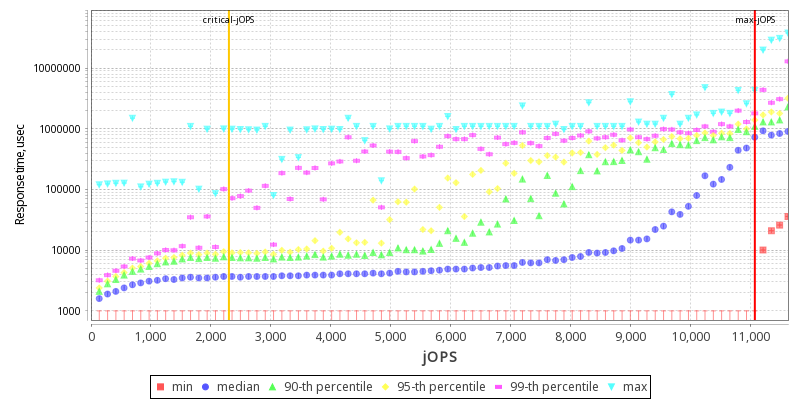 critical-jOPS
max-jOPS
Response time, usec
10000000
1000000
100000
10000
1000
0
1,000
2,000
3,000
4,000
5,000
6,000
7,000
8,000
9,000
10,000
11,000
jOPS
min
median
90-th percentile
95-th percentile
99-th percentile
max